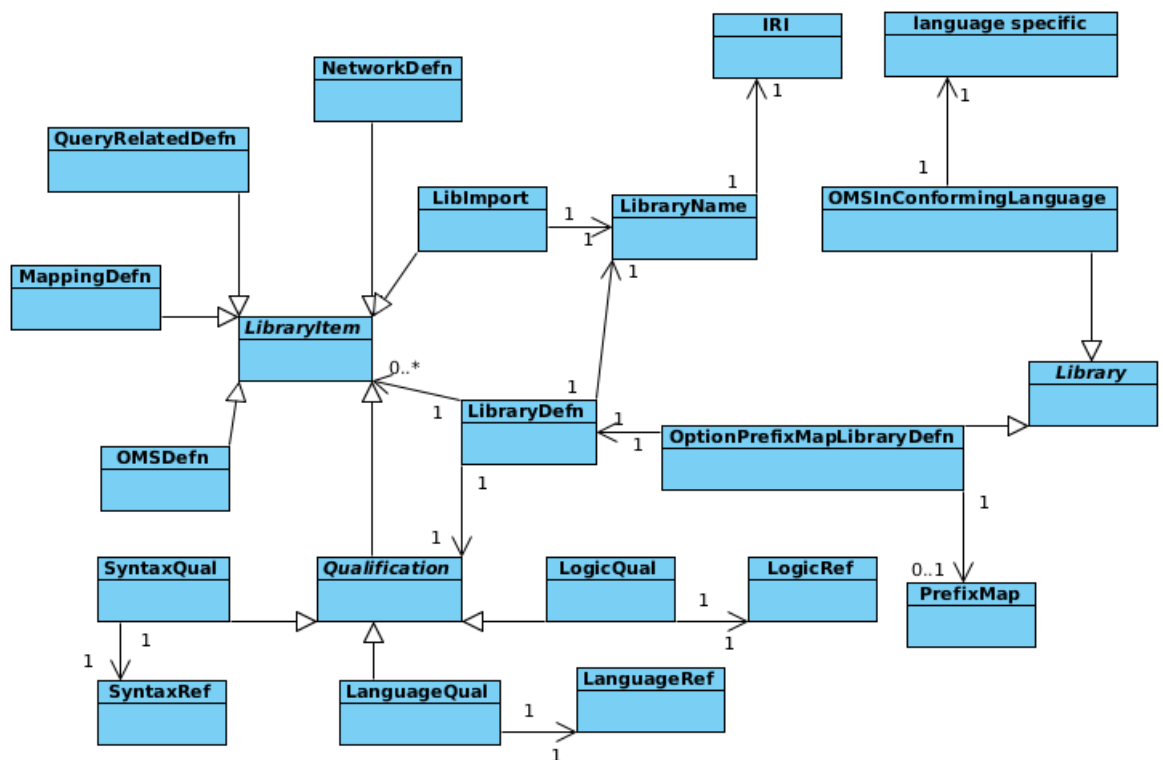 IRI
language specific
NetworkDefn
1
1
QueryRelatedDefn
1
1
LibImport
LibraryName
OMSInConformingLanguage
1
1
MappingDefn
1
LibraryItem
0..*
Library
1
1
LibraryDefn
1
1
OptionPrefixMapLibraryDefn
OMSDefn
1
1
1
SyntaxQual
Qualification
LogicQual
LogicRef
0..1
PrefixMap
1
1
1
1
SyntaxRef
LanguageQual
LanguageRef
1
1